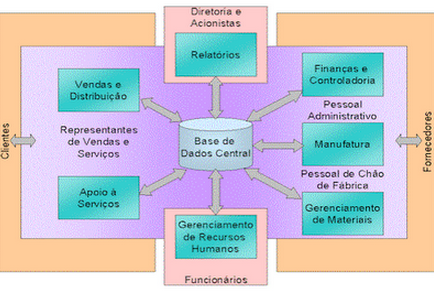 Diretoria e
Acionistas
Relatórios
Vendas e
Distribuição
Finanças e
Controladoria
Clientes
Representantes
de Vendas e
Serviços
Base de
Dados Central
Pessoal
Administrativo
Manufatura
Fornecedores
Pessoal de Chão
de Fábrica
Apoio à
Serviços
Gerenciamento
de Materiais
Gerenciamento
de Recursos
Humanos
Funcionários